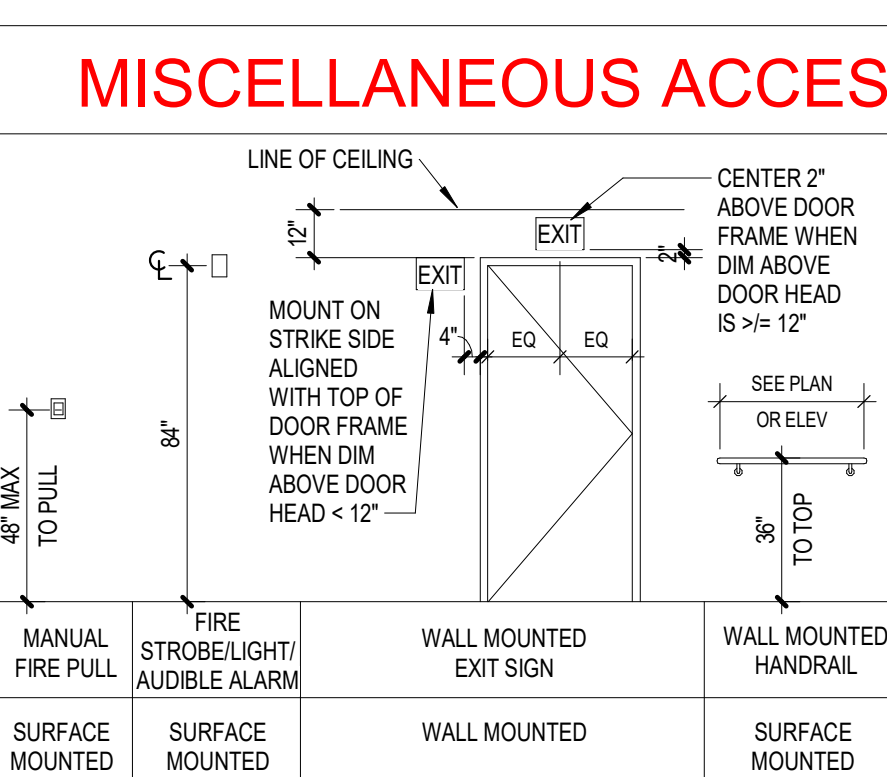 MISCELLANEOUS ACCES
LINE OF CEILING
12"
EXIT
CENTER 2"
ABOVE DOOR
FRAME WHEN
DIM ABOVE
DOOR HEAD
IS >/= 12"
2"
CL
EXIT
MOUNT ON
STRIKE SIDE
ALIGNED
WITH TOP OF
DOOR FRAME
WHEN DIM
ABOVE DOOR
HEAD < 12"
4"
EQ
EQ
84"
48" MAX
TO PULL
SEE PLAN
OR ELEV
36"
TO TOP
MANUAL
FIRE PULL
FIRE
STROBE/LIGHT/
AUDIBLE ALARM
WALL MOUNTED
EXIT SIGN
WALL MOUNTED
HANDRAIL
SURFACE
MOUNTED
SURFACE
MOUNTED
WALL MOUNTED
SURFACE
MOUNTED